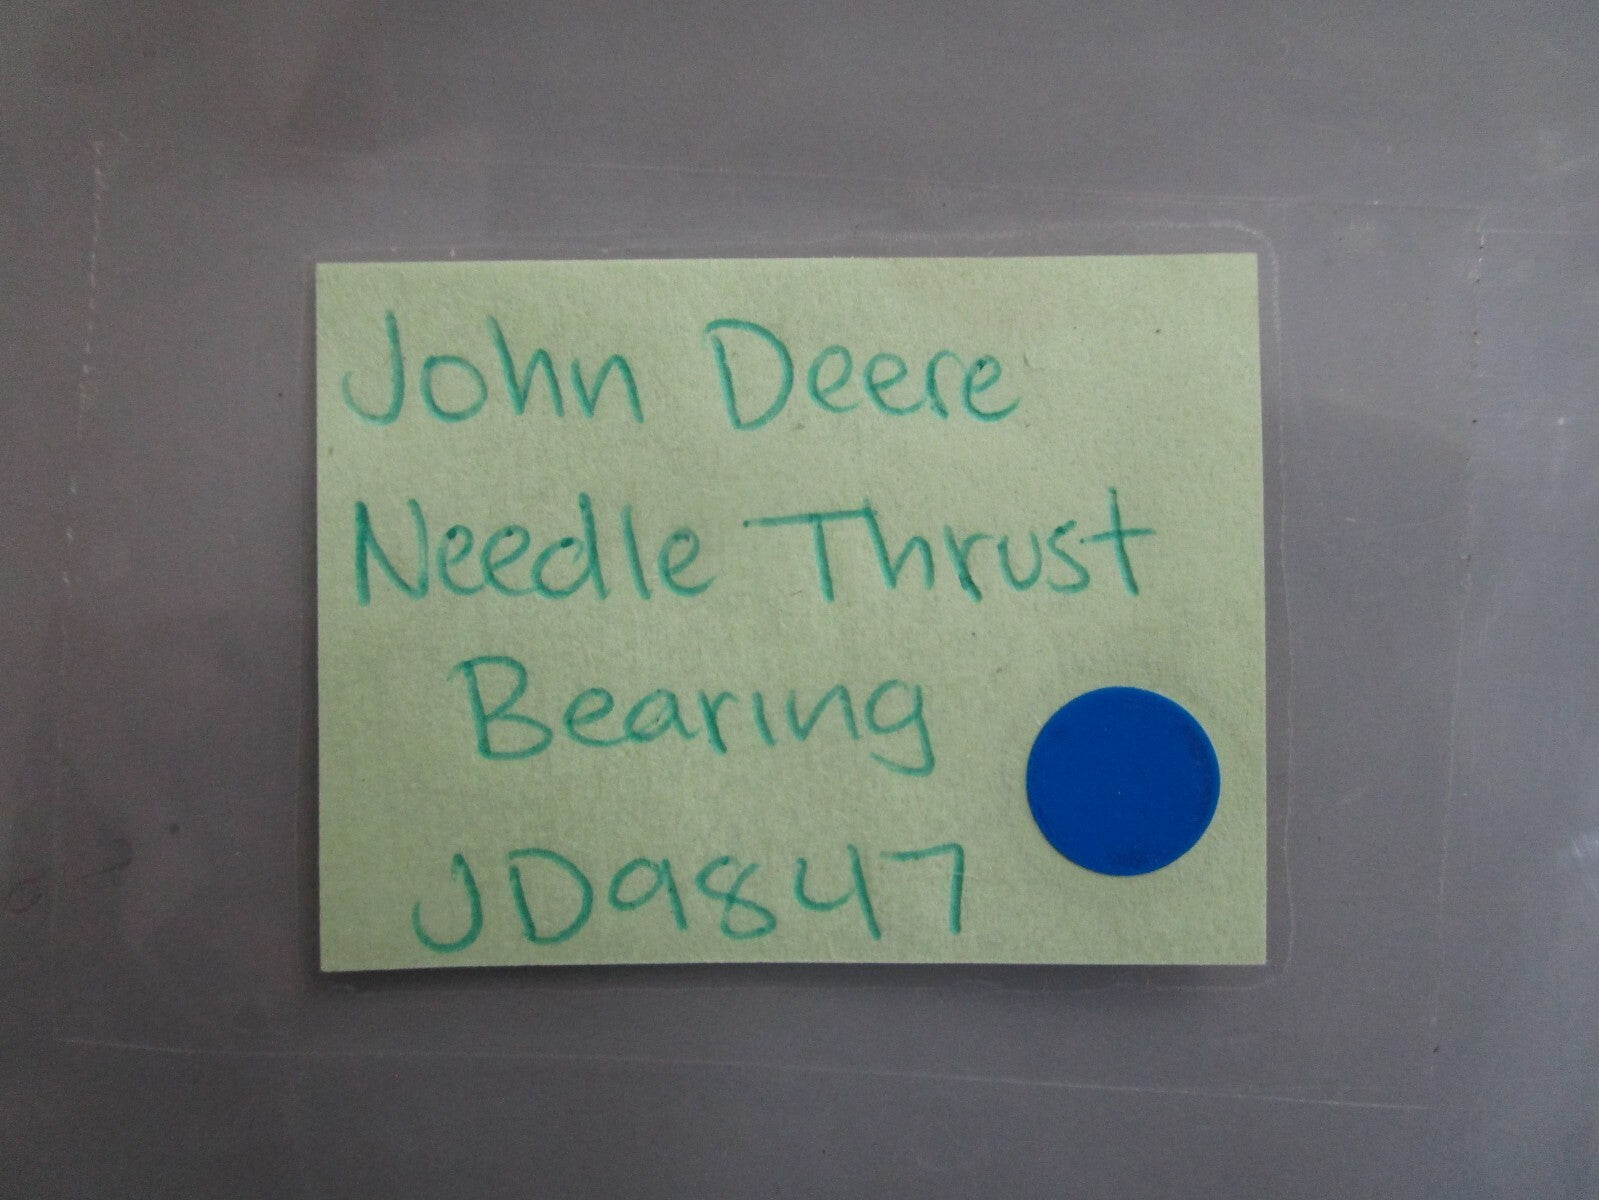 John Deere
Needle Thrust
Bearing
JD9847